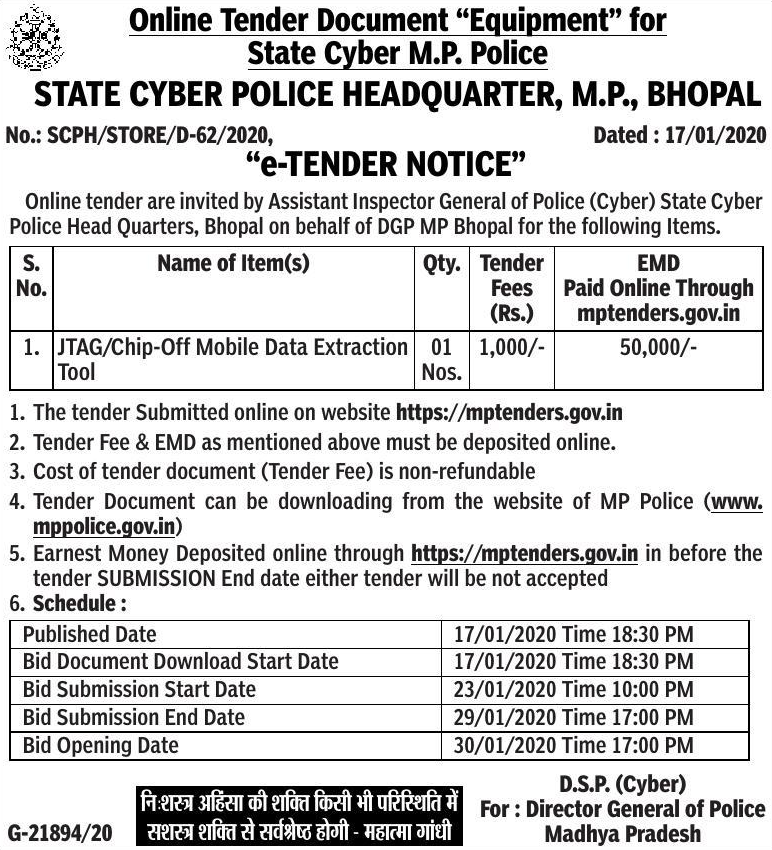 Online Tender Document “Equipment” for
State Cyber M.P. Police
STATE CYBER POLICE HEADQUARTER, M.P., BHOPAL
No.: SCPH/STORE/D-62/2020, Dated : 17/01/2020
“e-TENDER NOTICE”
Online tender are invited by Assistant Inspector General of Police (Cyber) State Cyber
Police Head Quarters, Bhopal on behalf of DGP MP Bhopal for the following Items.
S. No. Name of Item(s) Qty. Tender Fees (Rs.) EMD Paid Online Through mptenders.gov.in
1. JTAG/Chip-Off Mobile Data Extraction Tool 01 Nos. 1,000/- 50,000/-
1. The tender Submitted online on website https://mptenders.gov.in
2. Tender Fee & EMD as mentioned above must be deposited online.
3. Cost of tender document (Tender Fee) is non-refundable
4. Tender Document can be downloading from the website of MP Police (www.
mppolice.gov.in)
5. Earnest Money Deposited online through https://mptenders.gov.in in before the
tender SUBMISSION End date either tender will be not accepted
6. Schedule :
Published Date 17/01/2020 Time 18:30 PM
Bid Document Download Start Date 17/01/2020 Time 18:30 PM
Bid Submission Start Date 23/01/2020 Time 10:00 PM
Bid Submission End Date 29/01/2020 Time 17:00 PM
Bid Opening Date 30/01/2020 Time 17:00 PM
D.S.P. (Cyber)
For : Director General of Police
Madhya Pradesh
निःशस्त्र अहिंसा की शक्ति किसी भी परिस्थिति में
सशस्त्र शक्ति से सर्वश्रेष्ठ होगी - महात्मा गांधी
G-21894/20